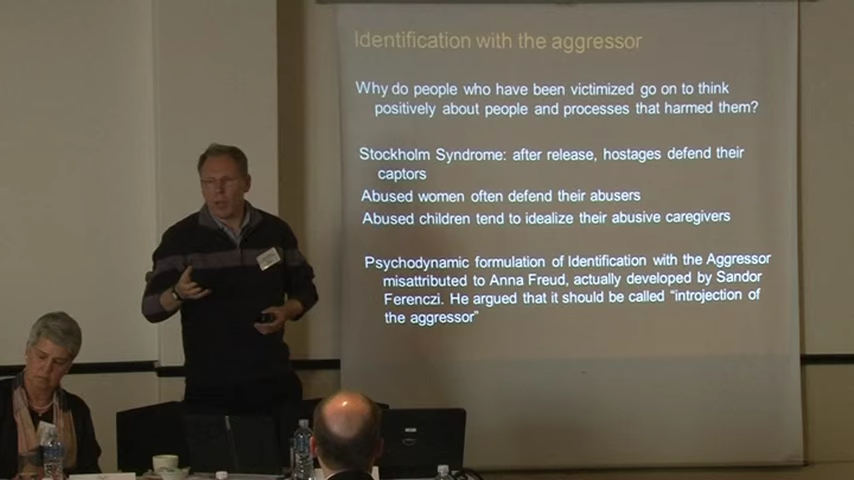 Identification with the aggressor
Why do people who have been victimized go on to think
positively about people and processes that harmed them?
Stockholm Syndrome: after release, hostages defend their
captors
Abused women often defend their abusers
Abused children tend to idealize their abusive caregivers
Psychodynamic formulation of Identification with the Aggressor
misattributed to Anna Freud, actually developed by Sandor
Ferenczi. He argued that it should be called “introjection of
the aggressor”